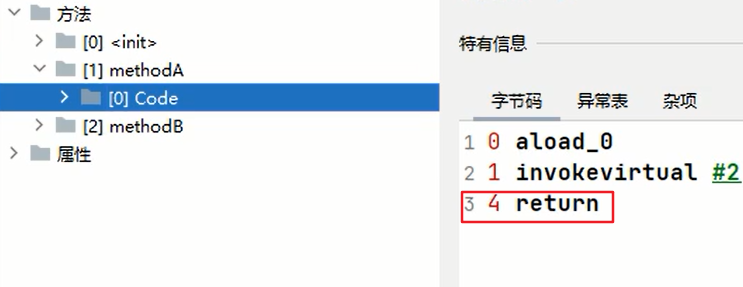 方法
[0] <init>
[1] methodA
[0] Code
[2] methodB
属性
特有信息
字节码 异常表 杂项
1 0 aload_0
2 1 invokevirtual #2
3 4 return